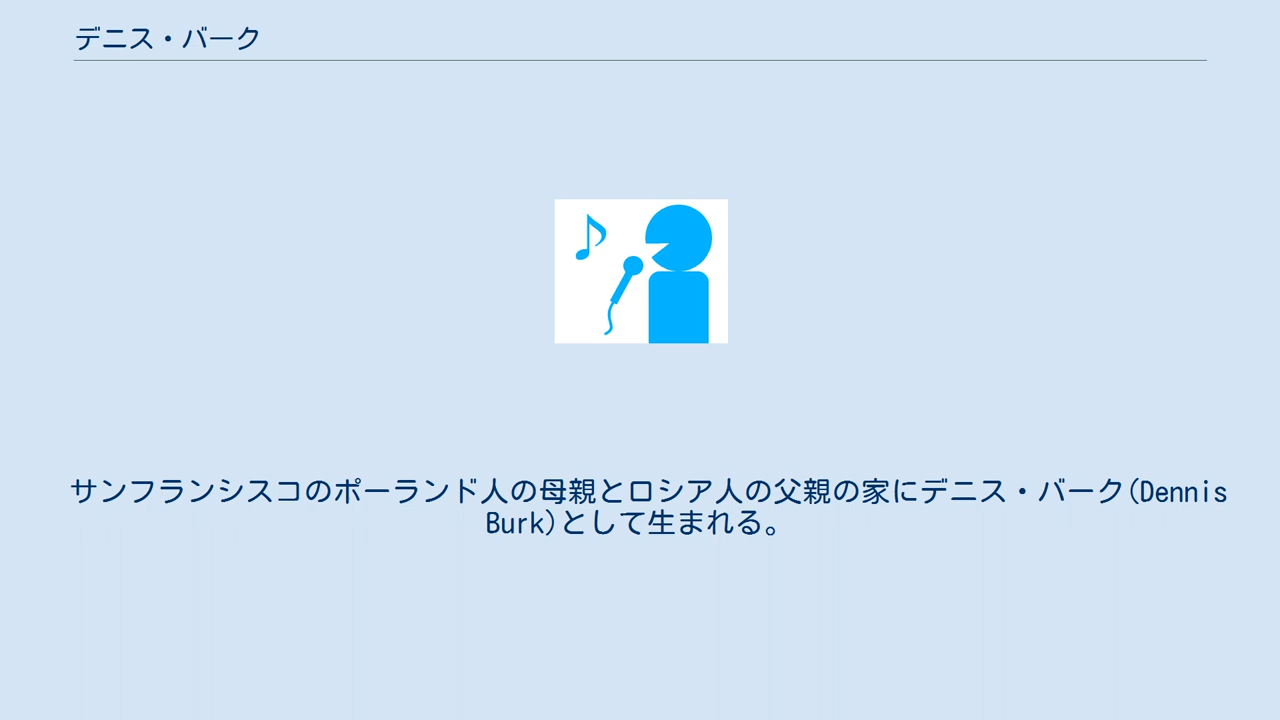 デニス・バーク
サンフランシスコのポーランド人の母親とロシア人の父親の家にデニス・バーク(Dennis
Burk)として生まれる。